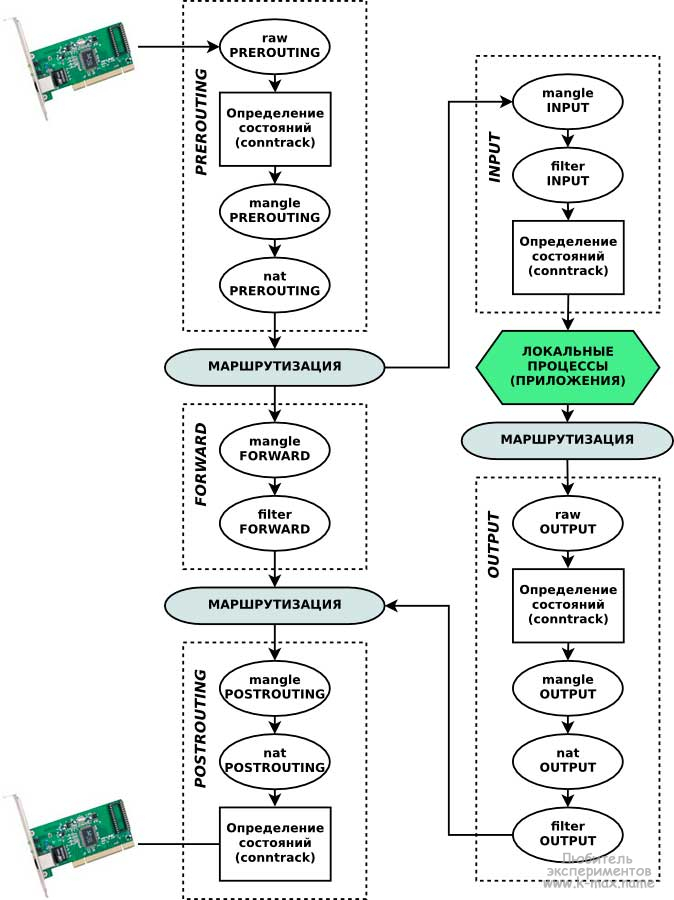 PREROUTING
raw
PREROUTING
Определение
состояний
(conntrack)
mangle
PREROUTING
nat
PREROUTING
МАРШРУТИЗАЦИЯ
INPUT
mangle
INPUT
filter
INPUT
Определение
состояний
(conntrack)
ЛОКАЛЬНЫЕ
ПРОЦЕССЫ
(ПРИЛОЖЕНИЯ)
МАРШРУТИЗАЦИЯ
FORWARD
mangle
FORWARD
filter
FORWARD
МАРШРУТИЗАЦИЯ
OUTPUT
raw
OUTPUT
Определение
состояний
(conntrack)
mangle
OUTPUT
nat
OUTPUT
filter
OUTPUT
POSTROUTING
mangle
POSTROUTING
nat
POSTROUTING
Определение
состояний
(conntrack)
Любитель
экспериментов
www.k-max.name